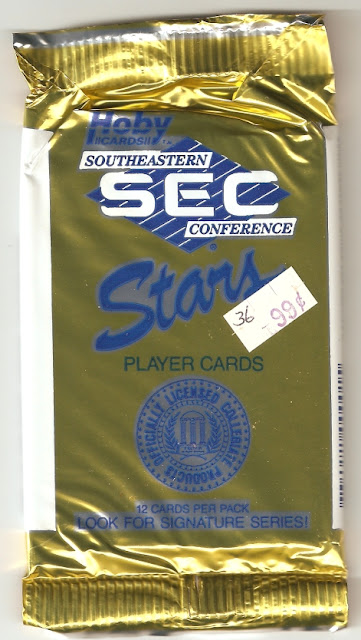 Hoby
CARDS
SOUTHEASTERN
SEC
CONFERENCE
Stars
36
99¢
PLAYER CARDS
OFFICIALLY LICENSED COLLEGIATE PRODUCTS
12 CARDS PER PACK
LOOK FOR SIGNATURE SERIES!